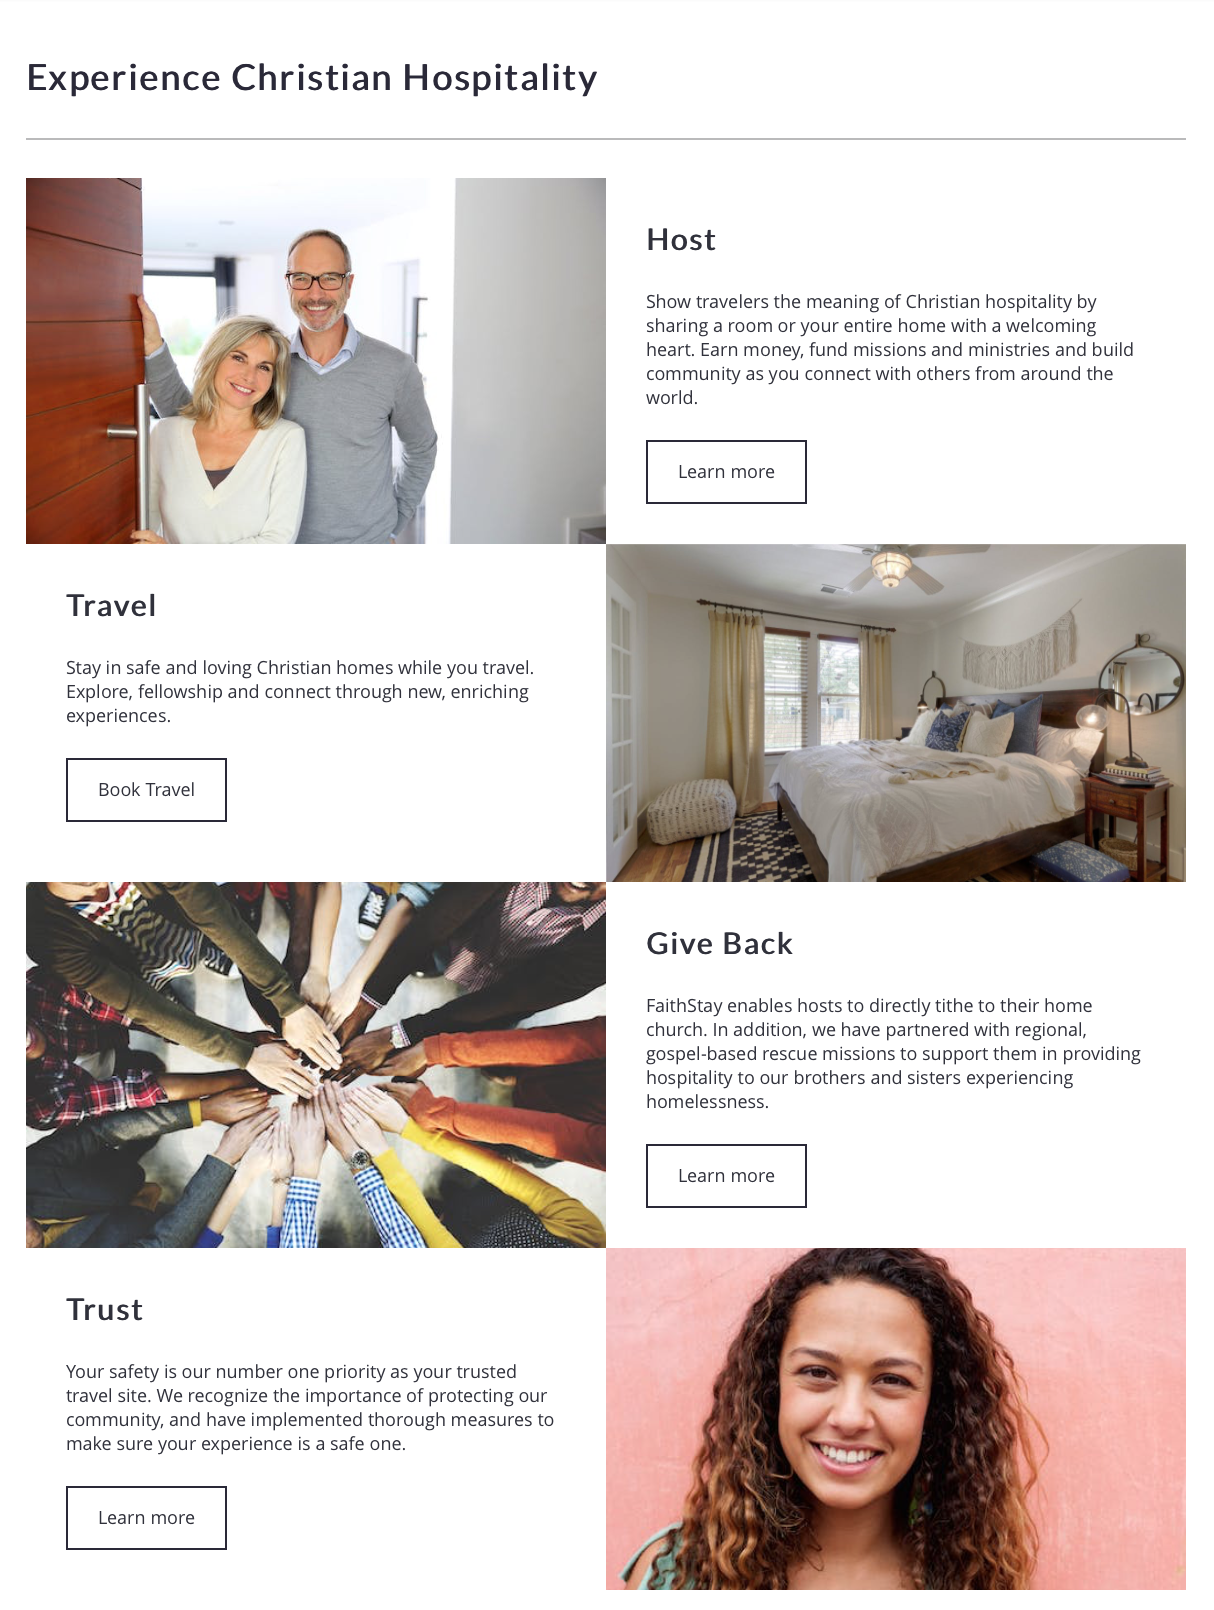 Experience Christian Hospitality
Host
Show travelers the meaning of Christian hospitality by
sharing a room or your entire home with a welcoming
heart. Earn money, fund missions and ministries and build
community as you connect with others from around the
world.
Learn more
Travel
Stay in safe and loving Christian homes while you travel.
Explore, fellowship and connect through new, enriching
experiences.
Book Travel
Give Back
FaithStay enables hosts to directly tithe to their home
church. In addition, we have partnered with regional,
gospel-based rescue missions to support them in providing
hospitality to our brothers and sisters experiencing
homelessness.
Learn more
Trust
Your safety is our number one priority as your trusted
travel site. We recognize the importance of protecting our
community, and have implemented thorough measures to
make sure your experience is a safe one.
Learn more